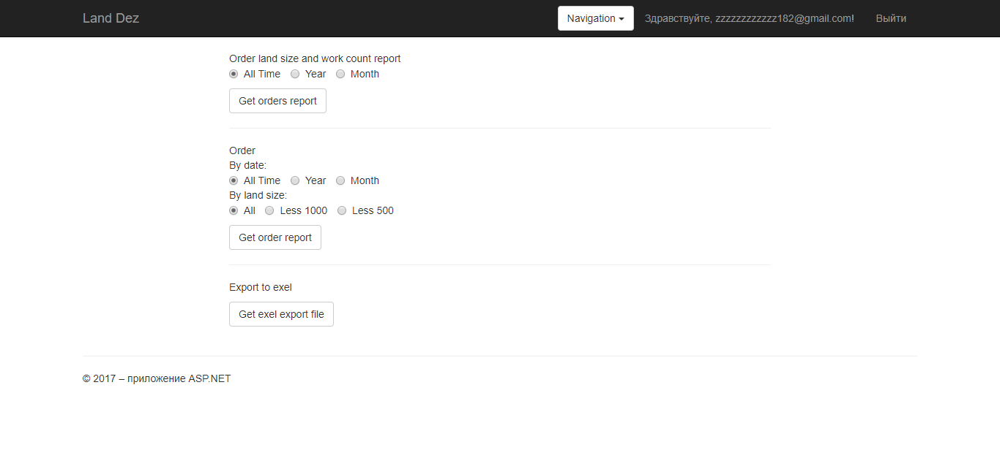 Land Dez Navigation Здравствуйте, zzzzzzzzzzzz182@gmail.com! Выйти
Order land size and work count report
All Time Year Month
Get orders report
Order
By date:
All Time Year Month
By land size:
All Less 1000 Less 500
Get order report
Export to exel
Get exel export file
© 2017 – приложение ASP.NET